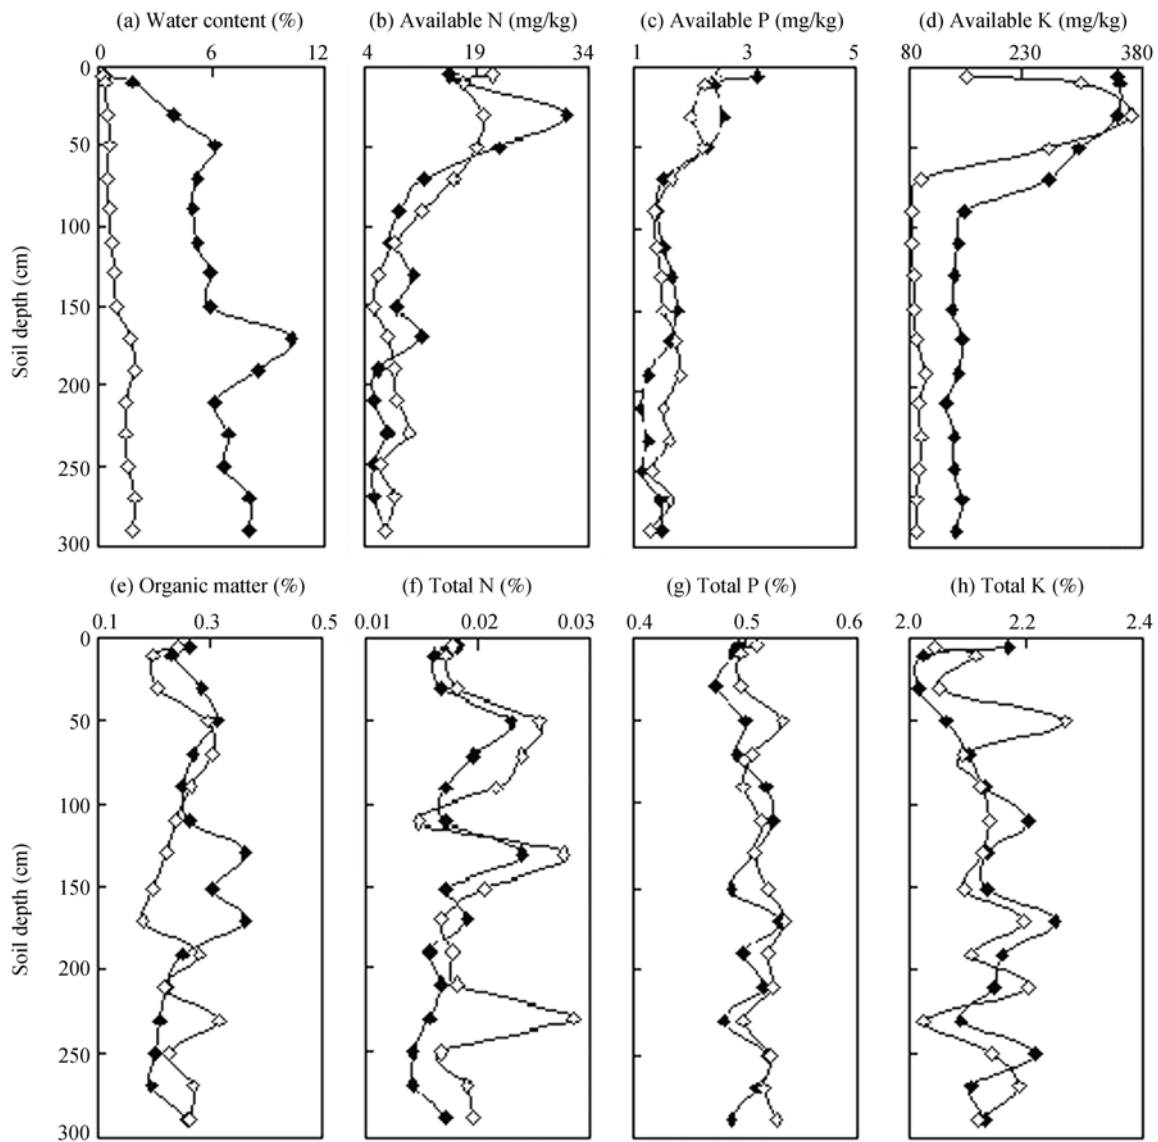 (a) Water content (%) (b) Available N (mg/kg) (c) Available P (mg/kg) (d) Available K (mg/kg)
0 6 12 4 19 34 1 3 5 80 230 380
0
50
100
150
200
250
300
Soil depth (cm)
(e) Organic matter (%) (f) Total N (%) (g) Total P (%) (h) Total K (%)
0.1 0.3 0.5 0.01 0.02 0.03 0.4 0.5 0.6 2.0 2.2 2.4
0
50
100
150
200
250
300
Soil depth (cm)